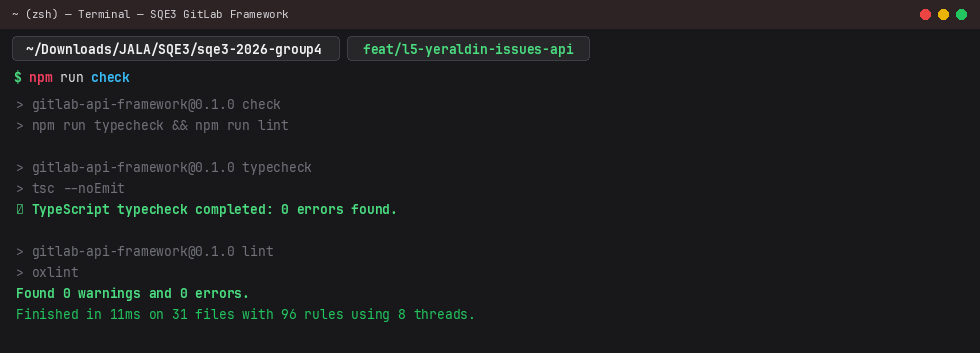 ~ (zsh) — Terminal — SQE3 GitLab Framework
~/Downloads/JALA/SQE3/sqe3-2026-group4 feat/l5-yeraldin-issues-api
$ npm run check
> gitlab-api-framework@0.1.0 check
> npm run typecheck && npm run lint
> gitlab-api-framework@0.1.0 typecheck
> tsc --noEmit
TypeScript typecheck completed: 0 errors found.
> gitlab-api-framework@0.1.0 lint
> oxlint
Found 0 warnings and 0 errors.
Finished in 11ms on 31 files with 96 rules using 8 threads.